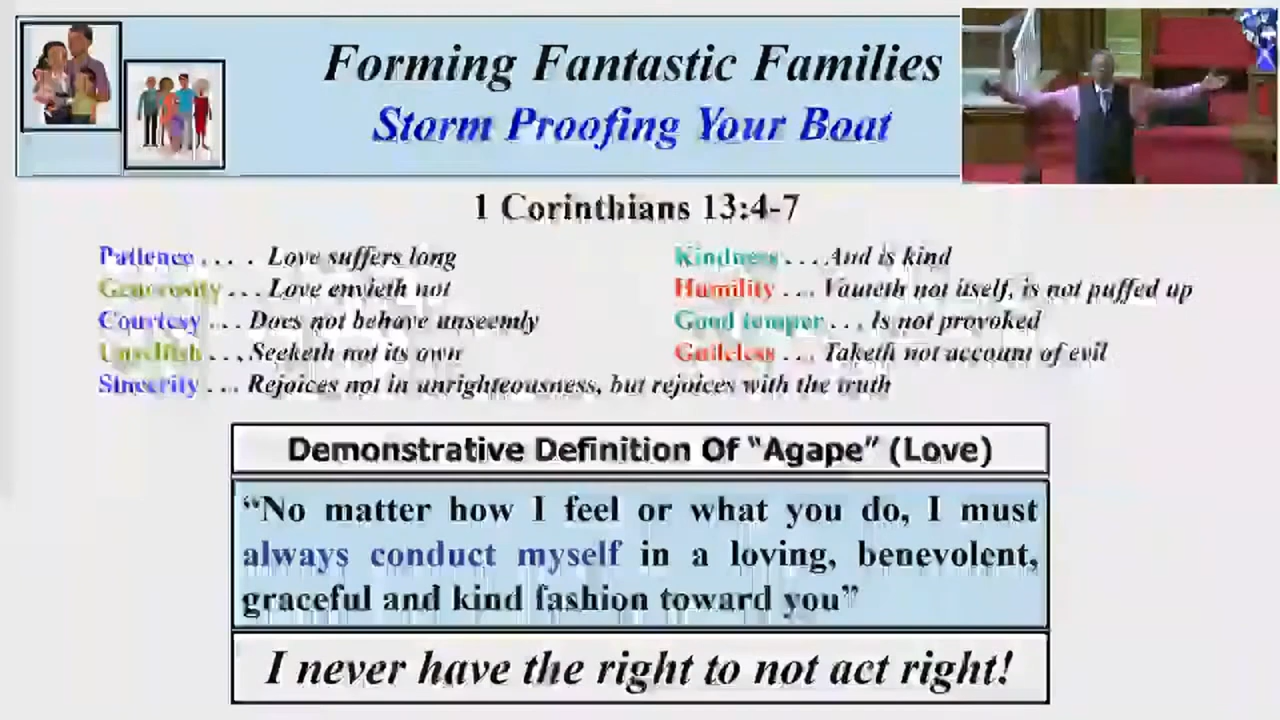 Forming Fantastic Families
Storm Proofing Your Boat
1 Corinthians 13:4-7
Patience . . . . Love suffers long
Kindness . . . . And is kind
Generosity . . . Love envieth not
Humility . . . Vauteth not itself, is not puffed up
Courtesy . . . Does not behave unseemly
Good temper . . . Is not provoked
Unselfish . . . Seeketh not its own
Guileless . . . Taketh not account of evil
Sincerity . . . Rejoices not in unrighteousness, but rejoices with the truth
Demonstrative Definition Of “Agape” (Love)
“No matter how I feel or what you do, I must
always conduct myself in a loving, benevolent,
graceful and kind fashion toward you”
I never have the right to not act right!